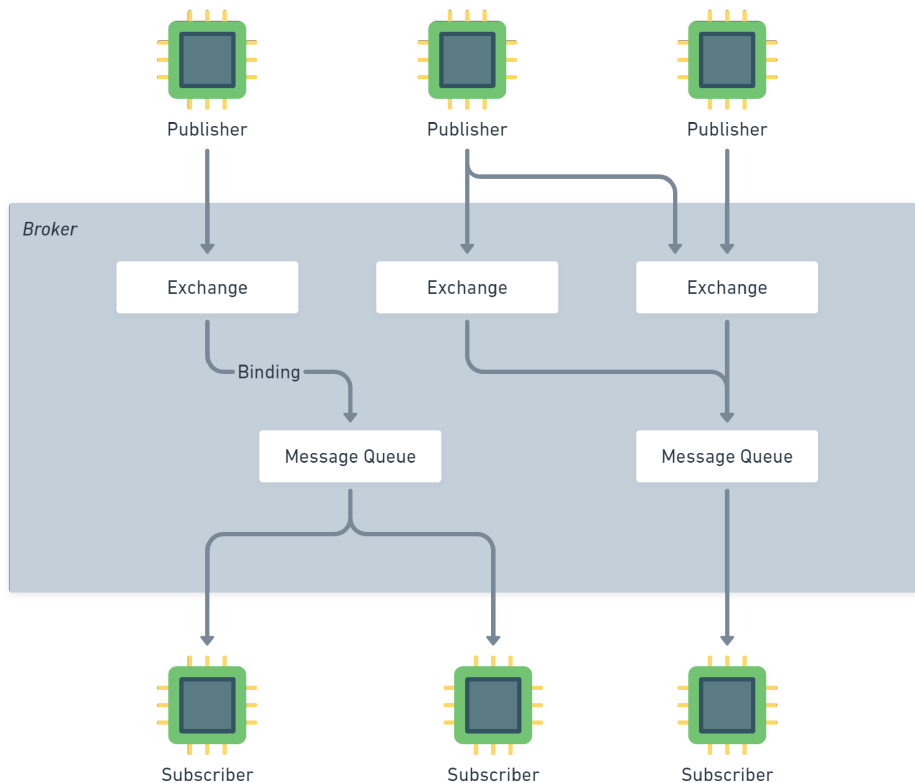 Publisher
Publisher
Publisher
Broker
Exchange
Exchange
Exchange
Binding
Message Queue
Message Queue
Subscriber
Subscriber
Subscriber